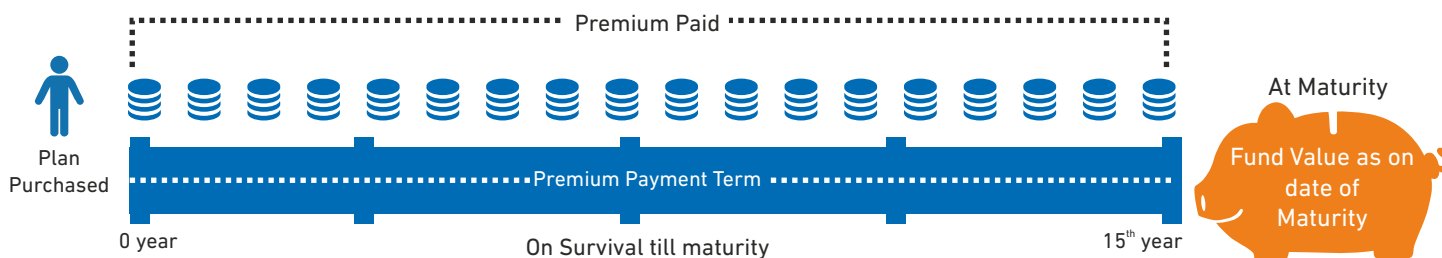 Premium Paid
At Maturity
Plan
Purchased
Premium Payment Term
Fund Value as on
date of
Maturity
0 year
On Survival till maturity
15th year